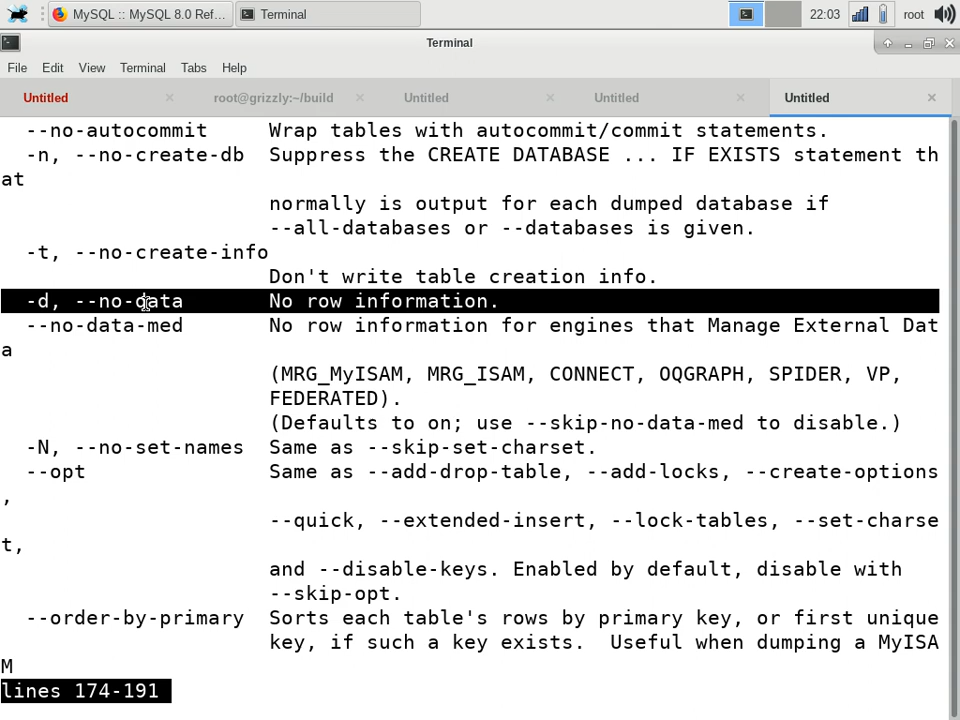 MySQL :: MySQL 8.0 Ref...
Terminal
22:03
root
Terminal
File Edit View Terminal Tabs Help
Untitled
root@grizzly:~/build
Untitled
Untitled
Untitled
--no-autocommit Wrap tables with autocommit/commit statements.
-n, --no-create-db Suppress the CREATE DATABASE ... IF EXISTS statement th
at
normally is output for each dumped database if
--all-databases or --databases is given.
-t, --no-create-info
Don't write table creation info.
-d, --no-data No row information.
--no-data-med No row information for engines that Manage External Dat
a
(MRG_MyISAM, MRG_ISAM, CONNECT, OQGRAPH, SPIDER, VP,
FEDERATED).
(Defaults to on; use --skip-no-data-med to disable.)
-N, --no-set-names Same as --skip-set-charset.
--opt Same as --add-drop-table, --add-locks, --create-options
,
--quick, --extended-insert, --lock-tables, --set-charse
t,
and --disable-keys. Enabled by default, disable with
--skip-opt.
--order-by-primary Sorts each table's rows by primary key, or first unique
key, if such a key exists. Useful when dumping a MyISA
M
lines 174-191